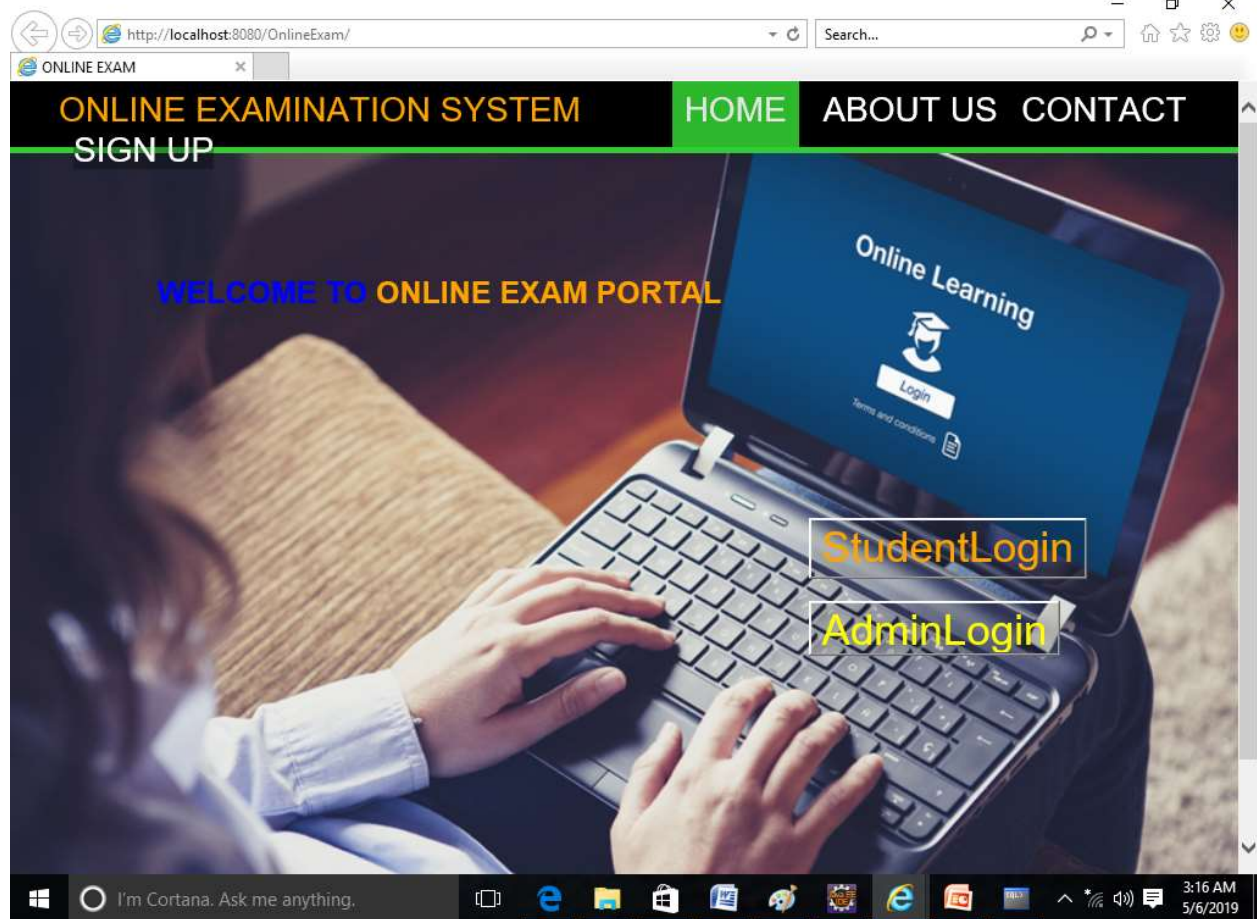 http://localhost:8080/OnlineExam/
Search...
ONLINE EXAM
ONLINE EXAMINATION SYSTEM HOME ABOUT US CONTACT
SIGN UP
Online Learning
WELCOME TO ONLINE EXAM PORTAL
Login
Terms and conditions
StudentLogin
AdminLogin
I'm Cortana. Ask me anything.
3:16 AM
5/6/2019